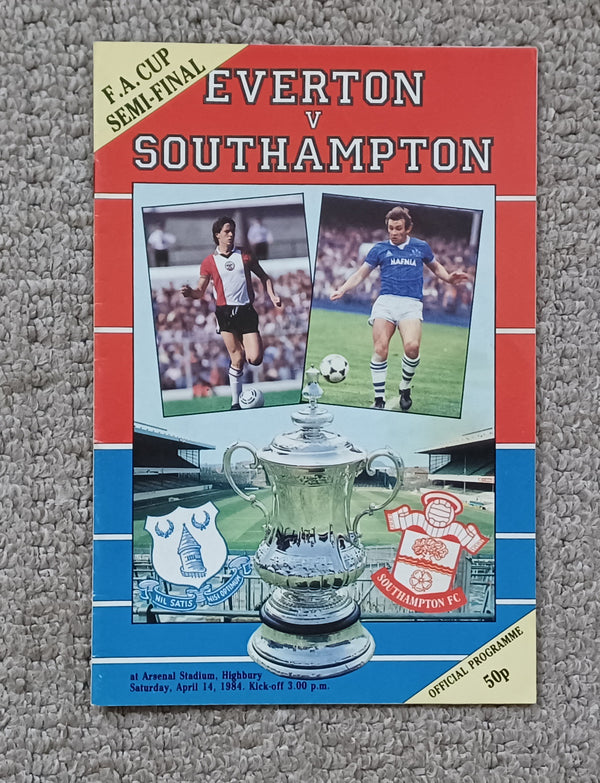 F.A.CUP
SEMI-FINAL
EVERTON
V
SOUTHAMPTON
HAFNIA
NIL SATIS NISI OPTIMUM
SOUTHAMPTON FC
at Arsenal Stadium, Highbury
Saturday, April 14, 1984. Kick-off 3.00 p.m.
OFFICIAL PROGRAMME
50p